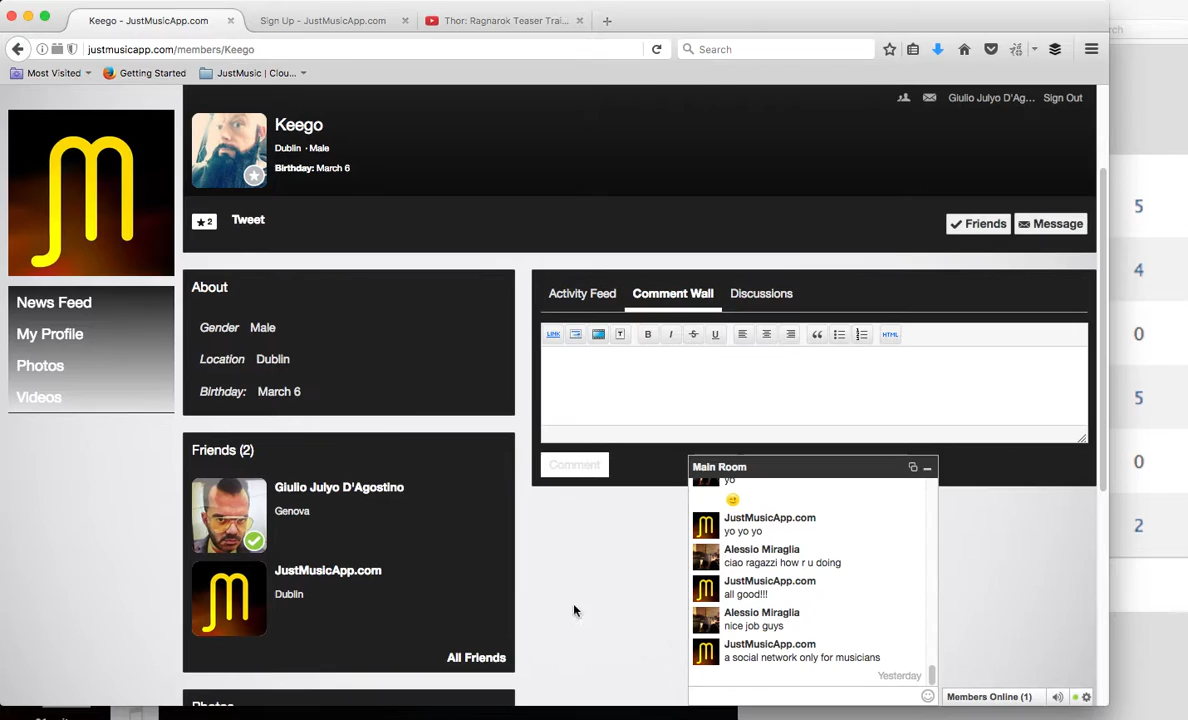 Keego - JustMusicApp.com
Sign Up - JustMusicApp.com
Thor: Ragnarok Teaser Trai...
justmusicapp.com/members/Keego
Search
Most Visited
Getting Started
JustMusic | Clou...
Giulio Julyo D'Ag...
Sign Out
Keego
Dublin · Male
Birthday: March 6
2
Tweet
Friends
Message
News Feed
My Profile
Photos
Videos
About
Gender Male
Location Dublin
Birthday: March 6
Friends (2)
Giulio Julyo D'Agostino
Genova
JustMusicApp.com
Dublin
All Friends
Photos
Activity Feed
Comment Wall
Discussions
LINK
T
B
I
S
U
HTML
Comment
Main Room
yo
JustMusicApp.com
yo yo yo
Alessio Miraglia
ciao ragazzi how r u doing
JustMusicApp.com
all good!!!
Alessio Miraglia
nice job guys
JustMusicApp.com
a social network only for musicians
Yesterday
Members Online (1)
5
4
0
5
0
2